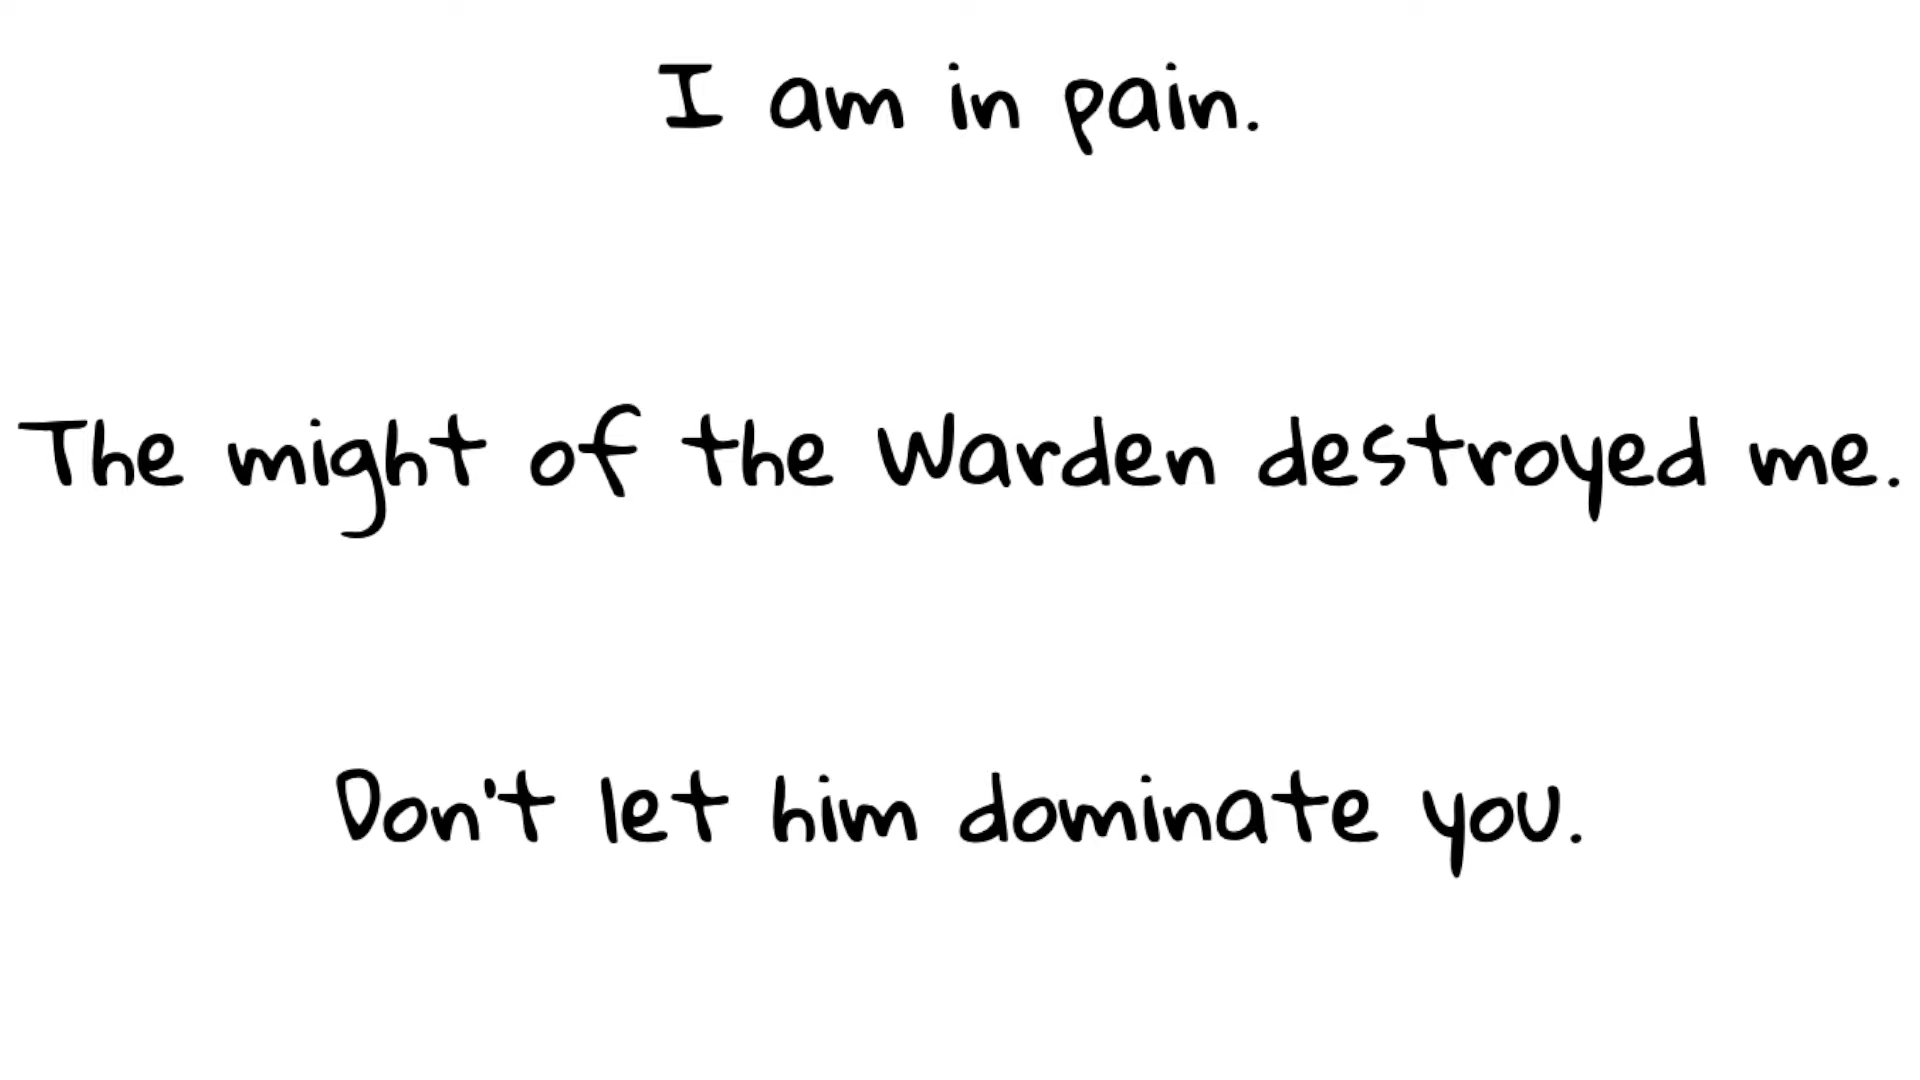 I am in pain.
The might of the Warden destroyed me.
Don't let him dominate you.